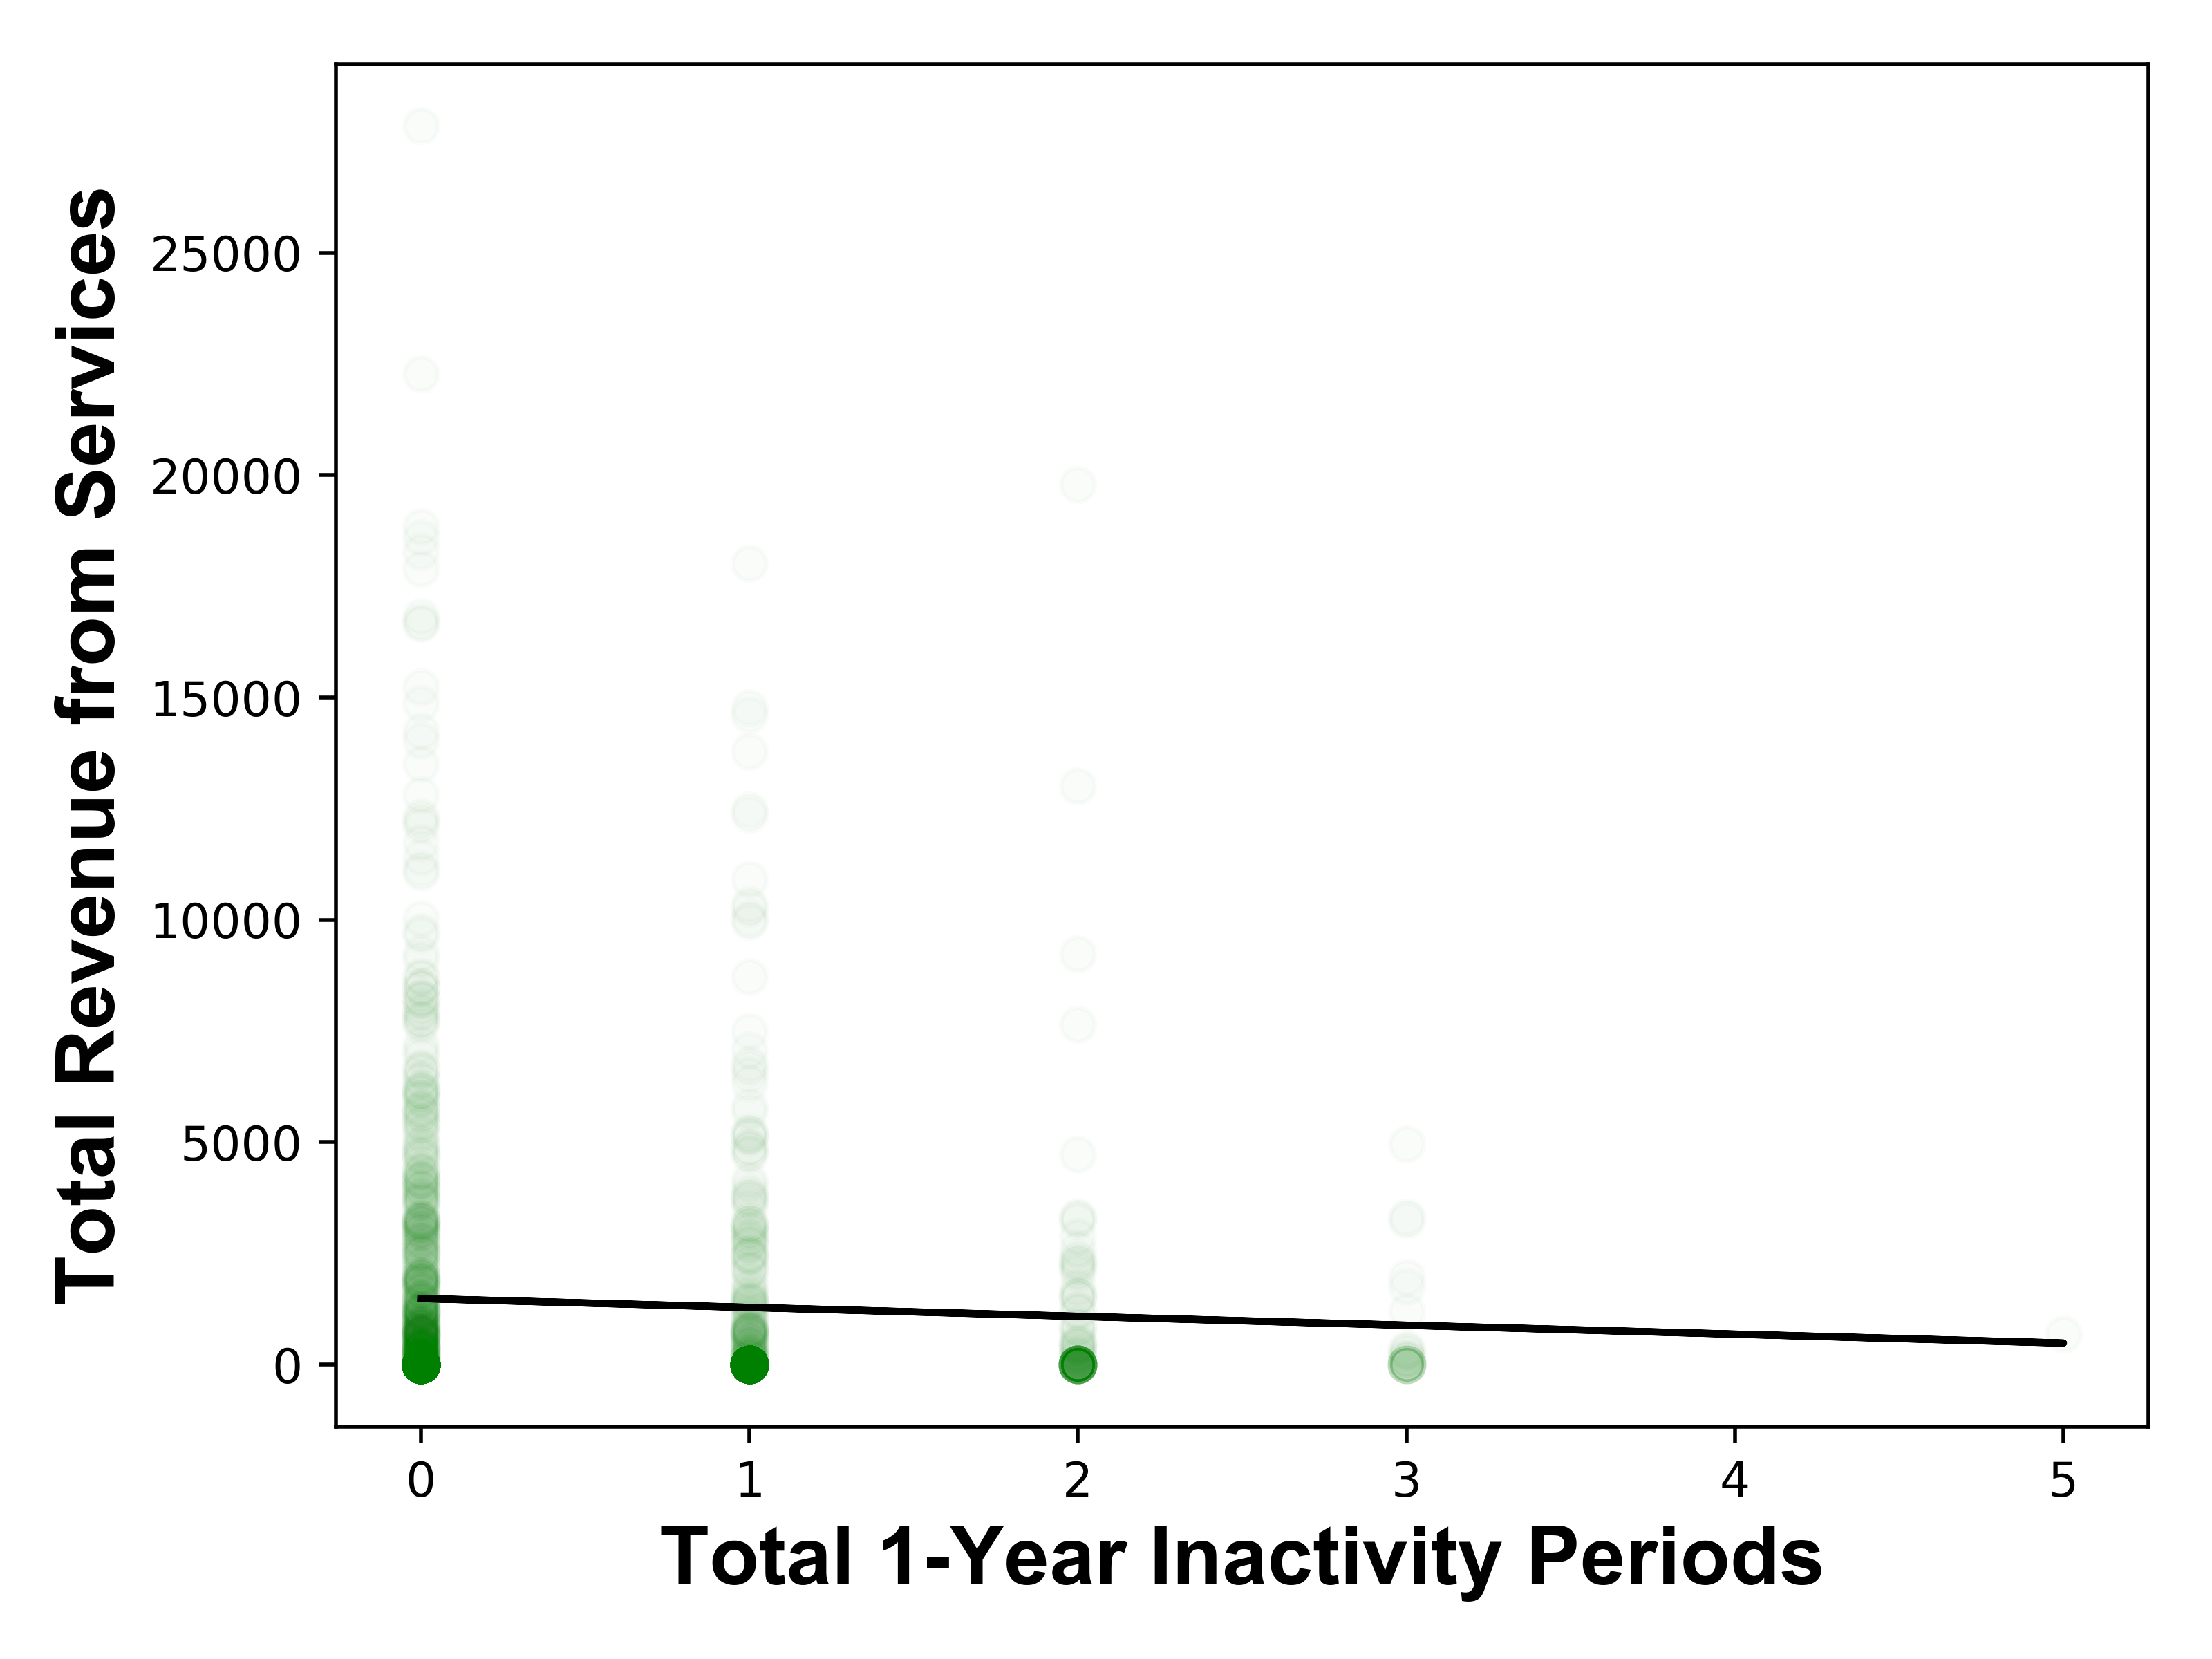 Total Revenue from Services
25000
20000
15000
10000
5000
0
0 1 2 3 4 5
Total 1-Year Inactivity Periods